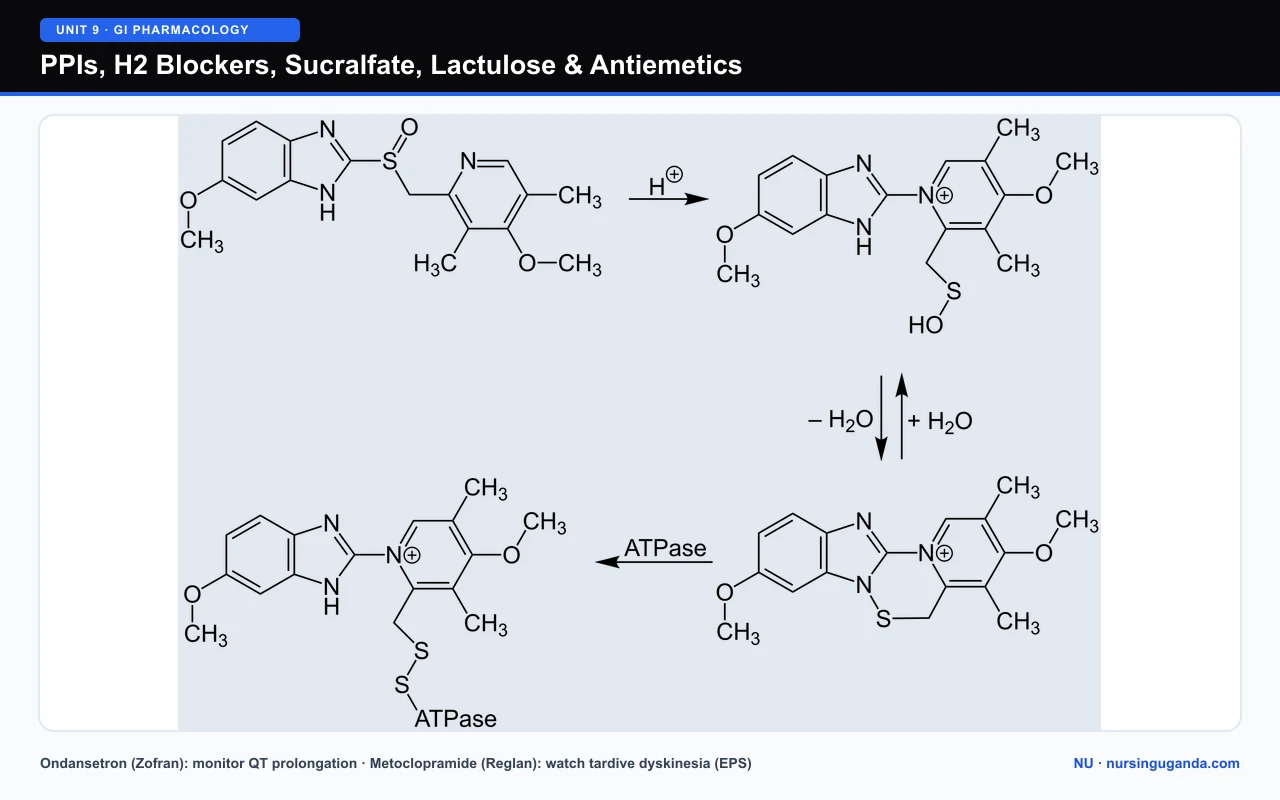 UNIT 9 · GI PHARMACOLOGY
PPIs, H2 Blockers, Sucralfate, Lactulose & Antiemetics
N
N
H
S
O
O
CH3
N
CH3
H3C
O—CH3
H⊕
N
N
H
O
CH3
N⊕
CH3
CH3
O
CH3
S
HO
– H2O
+ H2O
N
N
H
O
CH3
N⊕
CH3
CH3
O
CH3
S
S
ATPase
ATPase
N
N
S
O
CH3
N⊕
CH3
CH3
O
CH3
Ondansetron (Zofran): monitor QT prolongation · Metoclopramide (Reglan): watch tardive dyskinesia (EPS)
NU · nursinguganda.com